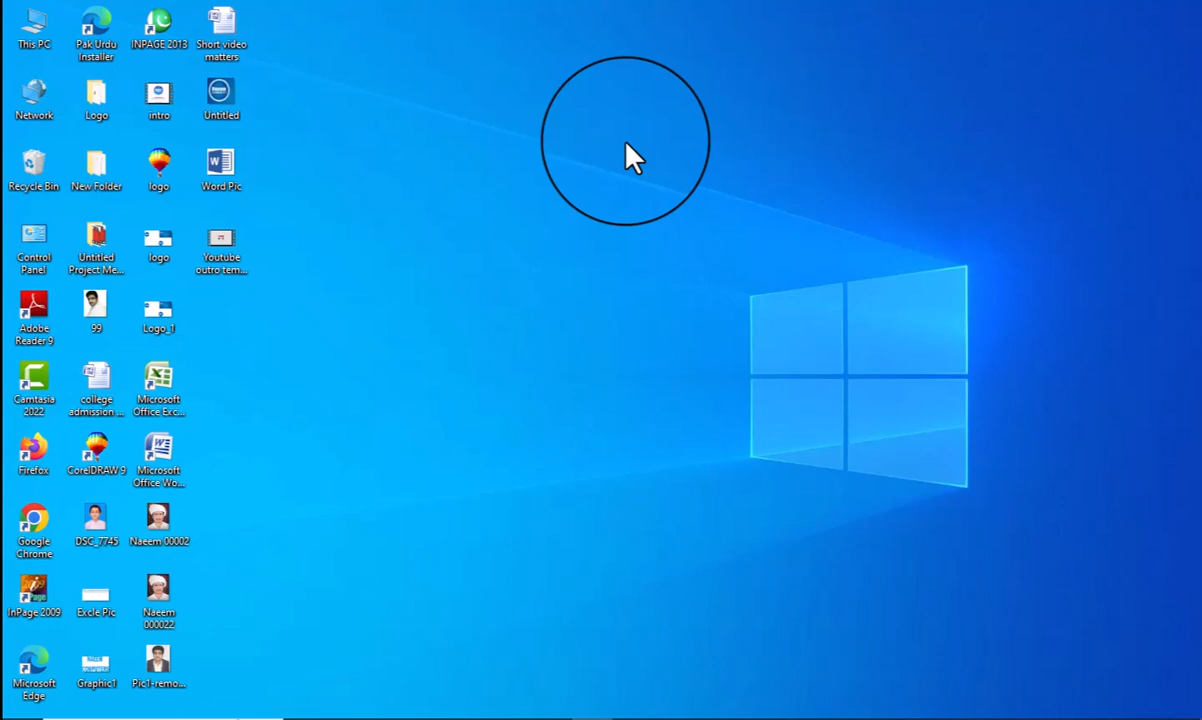 This PC
Pak Urdu
Installer
INPAGE 2013
Short video
matters
Network
Logo
intro
Untitled
Recycle Bin
New Folder
logo
Word Pic
Control
Panel
Untitled
Project Me...
logo
Youtube
outro tem...
Adobe
Reader 9
99
Logo_1
Camtasia
2022
college
admission ...
Microsoft
Office Exc...
Firefox
CorelDRAW 9
Microsoft
Office Wo...
Google
Chrome
DSC_7745
Naeem 00002
InPage 2009
Excle Pic
Naeem
000022
Microsoft
Edge
Graphic1
Pic1-remo...